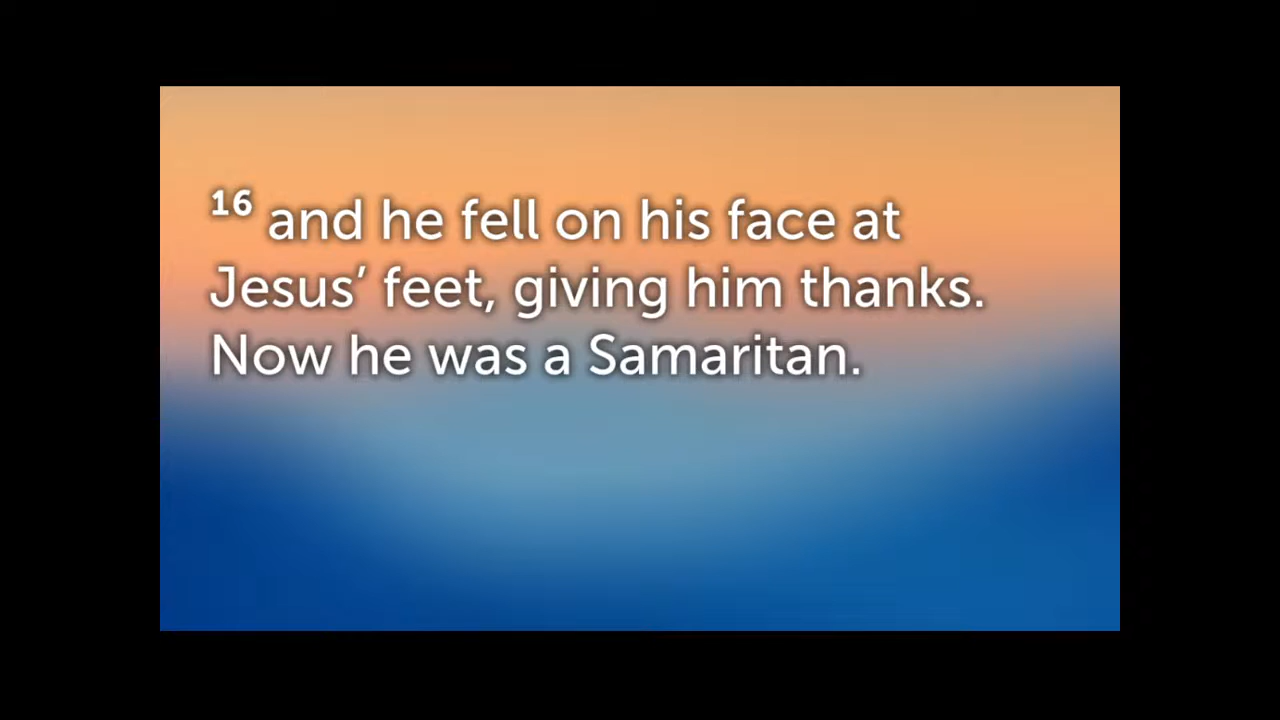 16 and he fell on his face at
Jesus’ feet, giving him thanks.
Now he was a Samaritan.